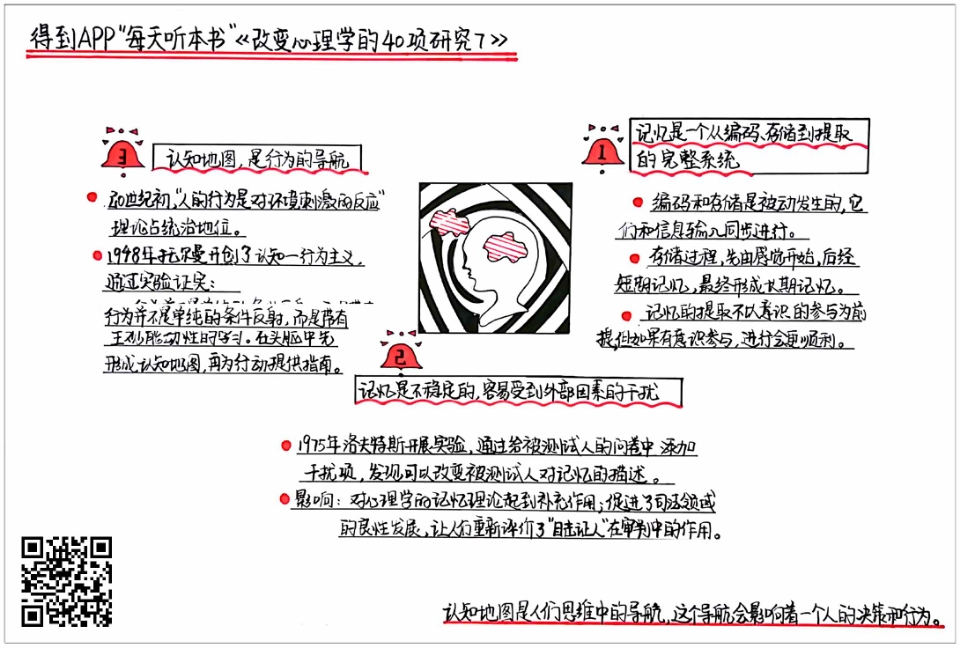 得到APP“每天听本书”《改变心理学的40项研究7》
1
记忆是一个从编码、存储到提取
的完整系统
编码和存储是被动发生的，它
们和信息输入同步进行。
存储过程，先由感觉开始，后经
短期记忆，最终形成长期记忆。
记忆的提取不以意识的参与为前
提，但如果有意识参与，进行会更顺利。
2
记忆是不稳定的，容易受到外部因素的干扰
1975年洛夫特斯开展实验，通过给被测试人的问卷中添加
干扰项，发现可以改变被测试人对记忆的描述。
影响：对心理学的记忆理论起到补充作用；促进了司法领域
的良性发展，让人们重新评价了“目击证人”在审判中的作用。
3
认知地图，是行为的导航
20世纪初，“人的行为是对环境刺激的反应”
理论占统治地位。
1948年托尔曼开创了认知—行为主义，
通过实验证实：
行为并不是单纯的条件反射，而是带有
主观能动性的学习。在头脑中先
形成认知地图，再为行动提供指南。
认知地图是人们思维中的导航，这个导航会影响着一个人的决策和行为。